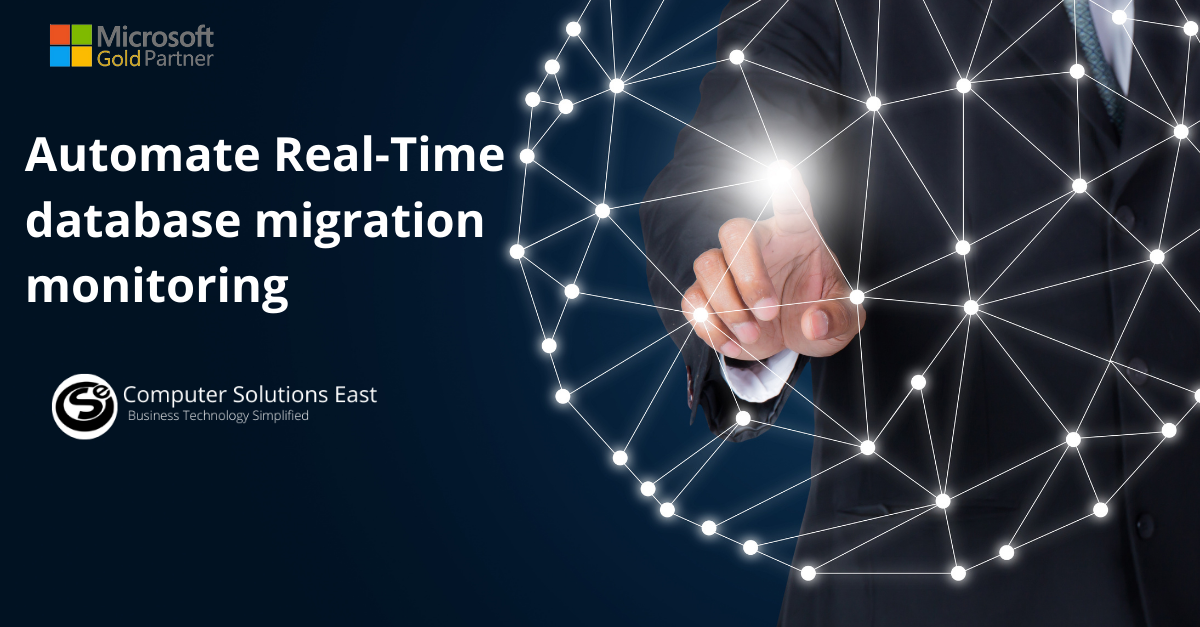 Microsoft
Gold Partner
Automate Real-Time
database migration
monitoring
Computer Solutions East
Business Technology Simplified